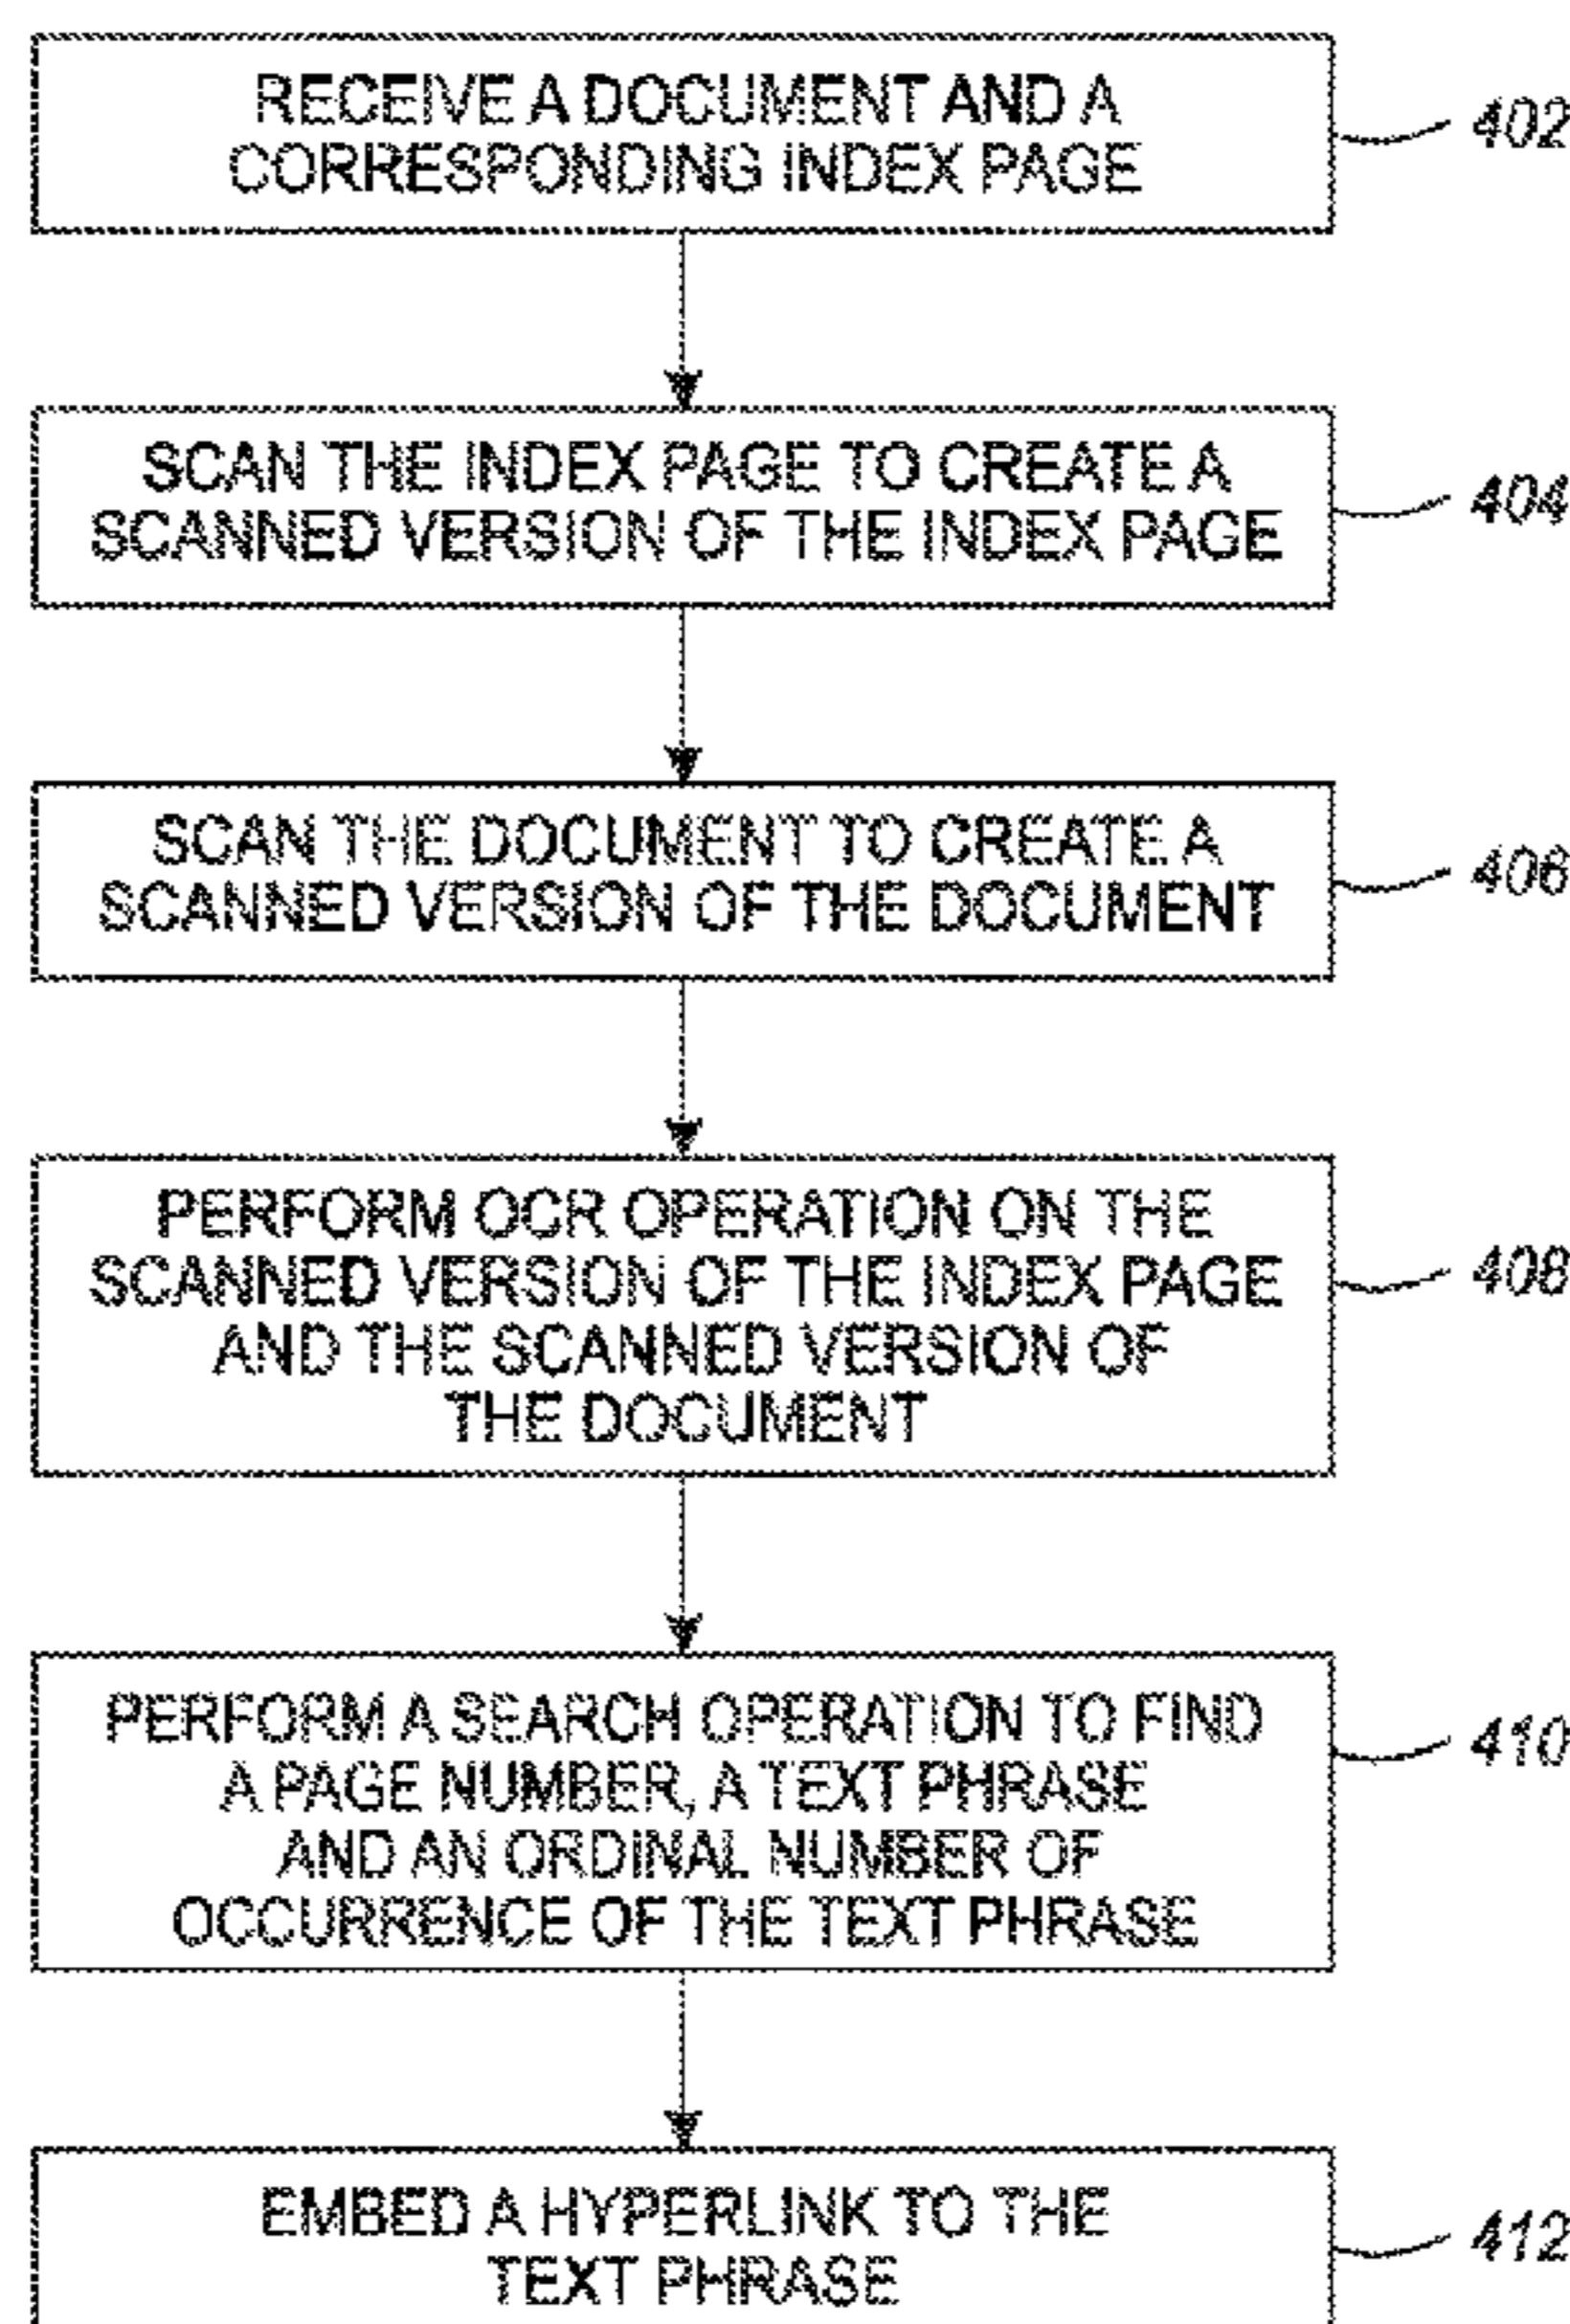 RECEIVE A DOCUMENT AND A
CORRESPONDING INDEX PAGE
402
SCAN THE INDEX PAGE TO CREATE A
SCANNED VERSION OF THE INDEX PAGE
404
SCAN THE DOCUMENT TO CREATE A
SCANNED VERSION OF THE DOCUMENT
406
PERFORM OCR OPERATION ON THE
SCANNED VERSION OF THE INDEX PAGE
AND THE SCANNED VERSION OF
THE DOCUMENT
408
PERFORM A SEARCH OPERATION TO FIND
A PAGE NUMBER, A TEXT PHRASE
AND AN ORDINAL NUMBER OF
OCCURRENCE OF THE TEXT PHRASE
410
EMBED A HYPERLINK TO THE
TEXT PHRASE
412